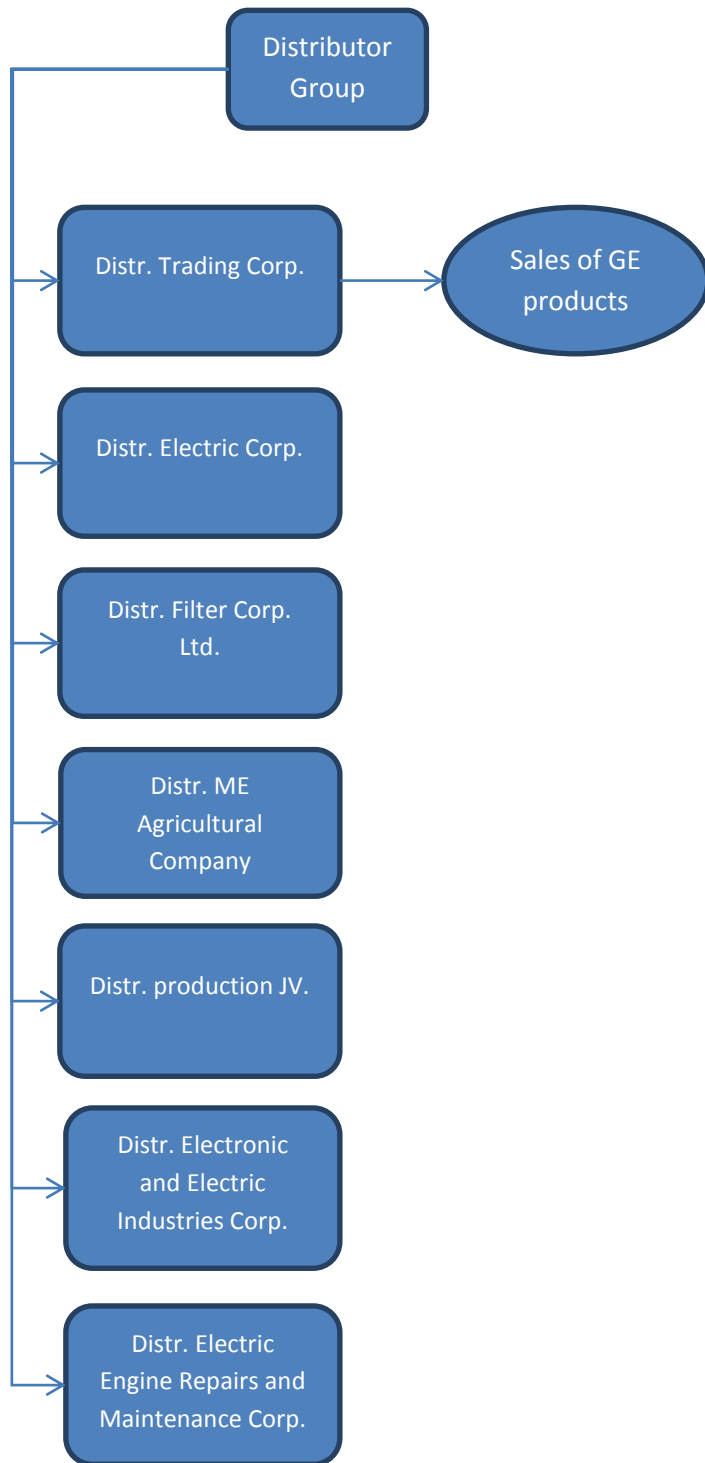 Distributor
Group
Distr. Trading Corp.
Sales of GE
products
Distr. Electric Corp.
Distr. Filter Corp.
Ltd.
Distr. ME
Agricultural
Company
Distr. production JV.
Distr. Electronic
and Electric
Industries Corp.
Distr. Electric
Engine Repairs and
Maintenance Corp.